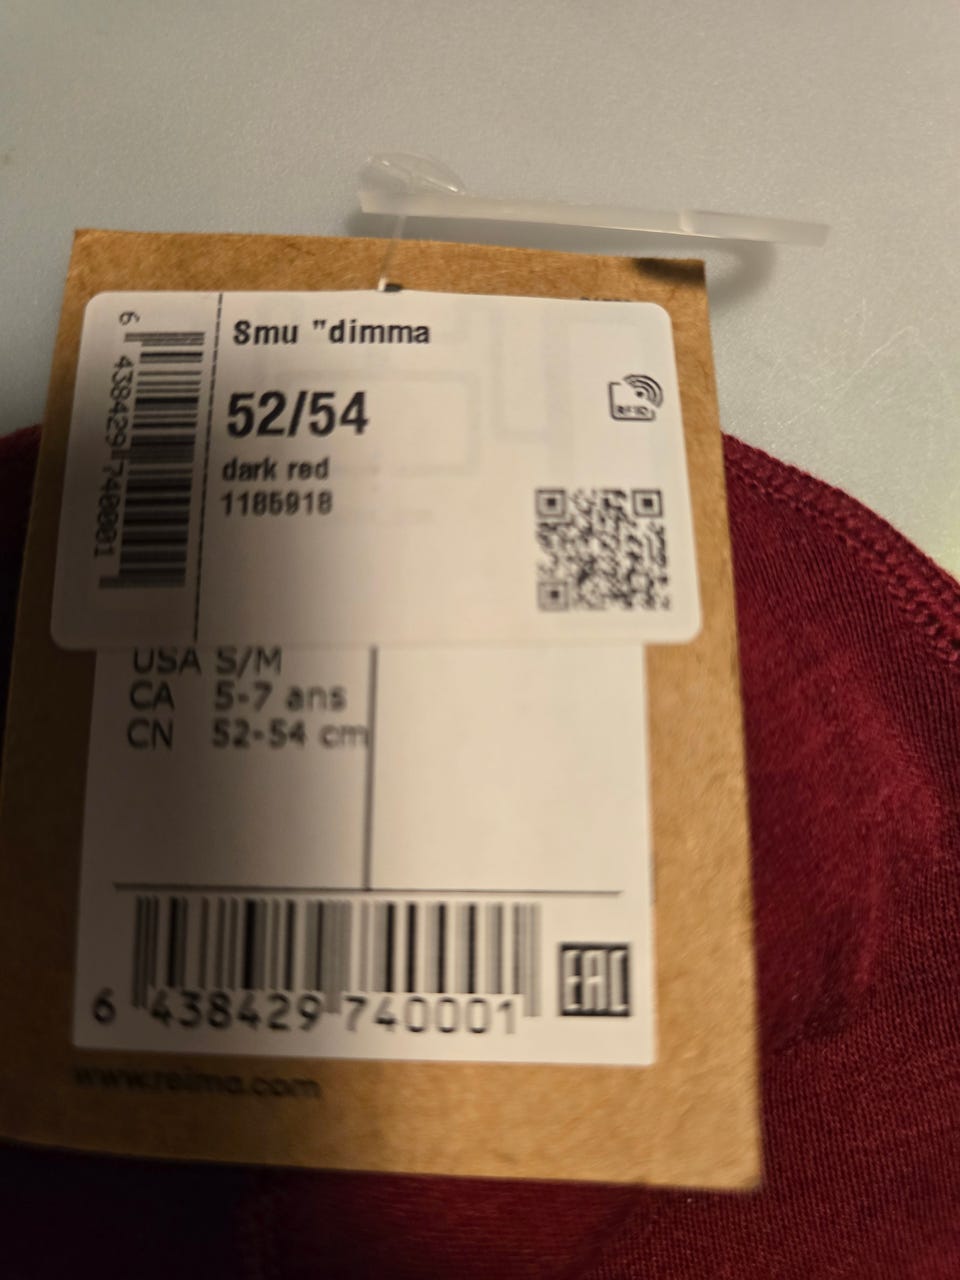 6 438429 740001
Smu "dimma
52/54
dark red
1185918
RFID
USA S/M
CA 5-7 ans
CN 52-54 cm
6 438429 740001
EAC
www.reima.com